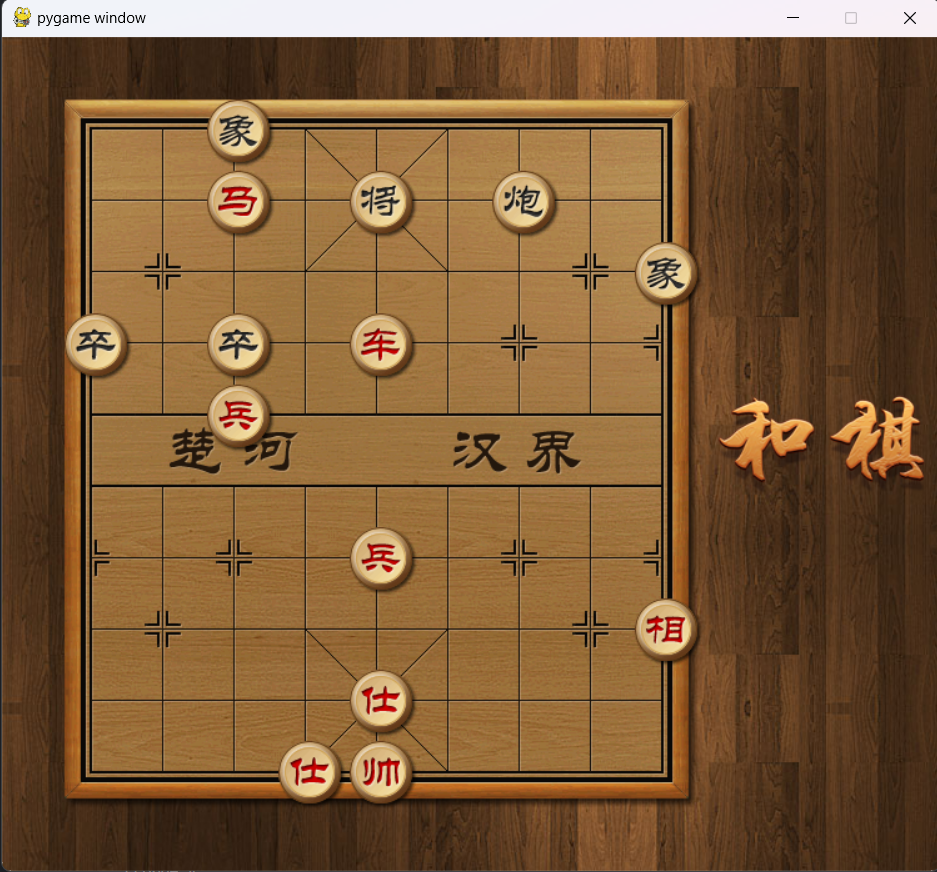 pygame window
象
马 将 炮
象
卒 卒 车
兵
楚 河 汉 界
和 棋
兵
相
仕
仕 帅